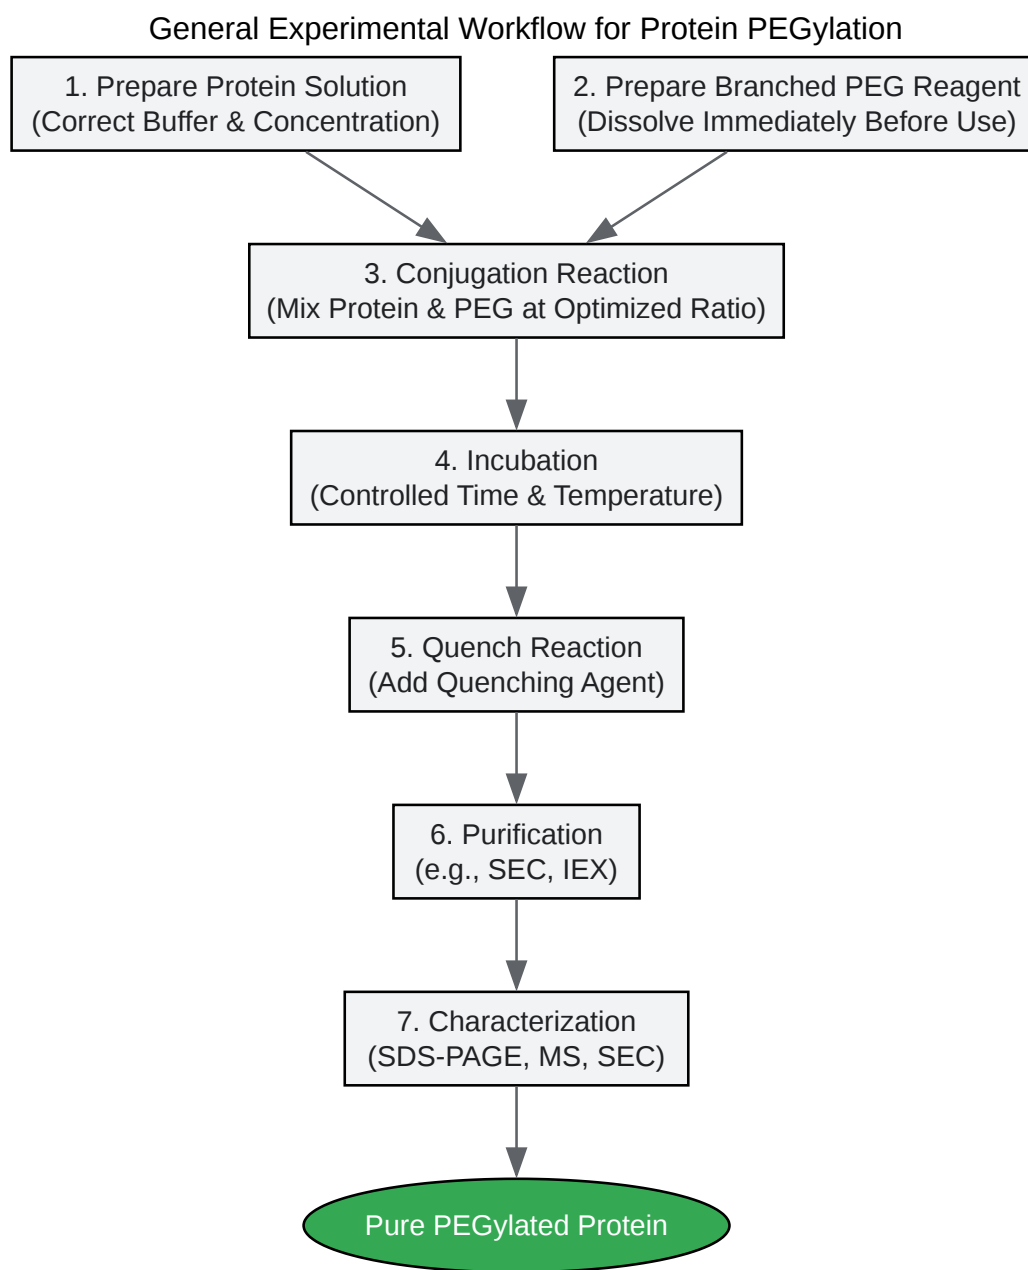 General Experimental Workflow for Protein PEGylation
1. Prepare Protein Solution
(Correct Buffer & Concentration)
2. Prepare Branched PEG Reagent
(Dissolve Immediately Before Use)
3. Conjugation Reaction
(Mix Protein & PEG at Optimized Ratio)
4. Incubation
(Controlled Time & Temperature)
5. Quench Reaction
(Add Quenching Agent)
6. Purification
(e.g., SEC, IEX)
7. Characterization
(SDS-PAGE, MS, SEC)
Pure PEGylated Protein